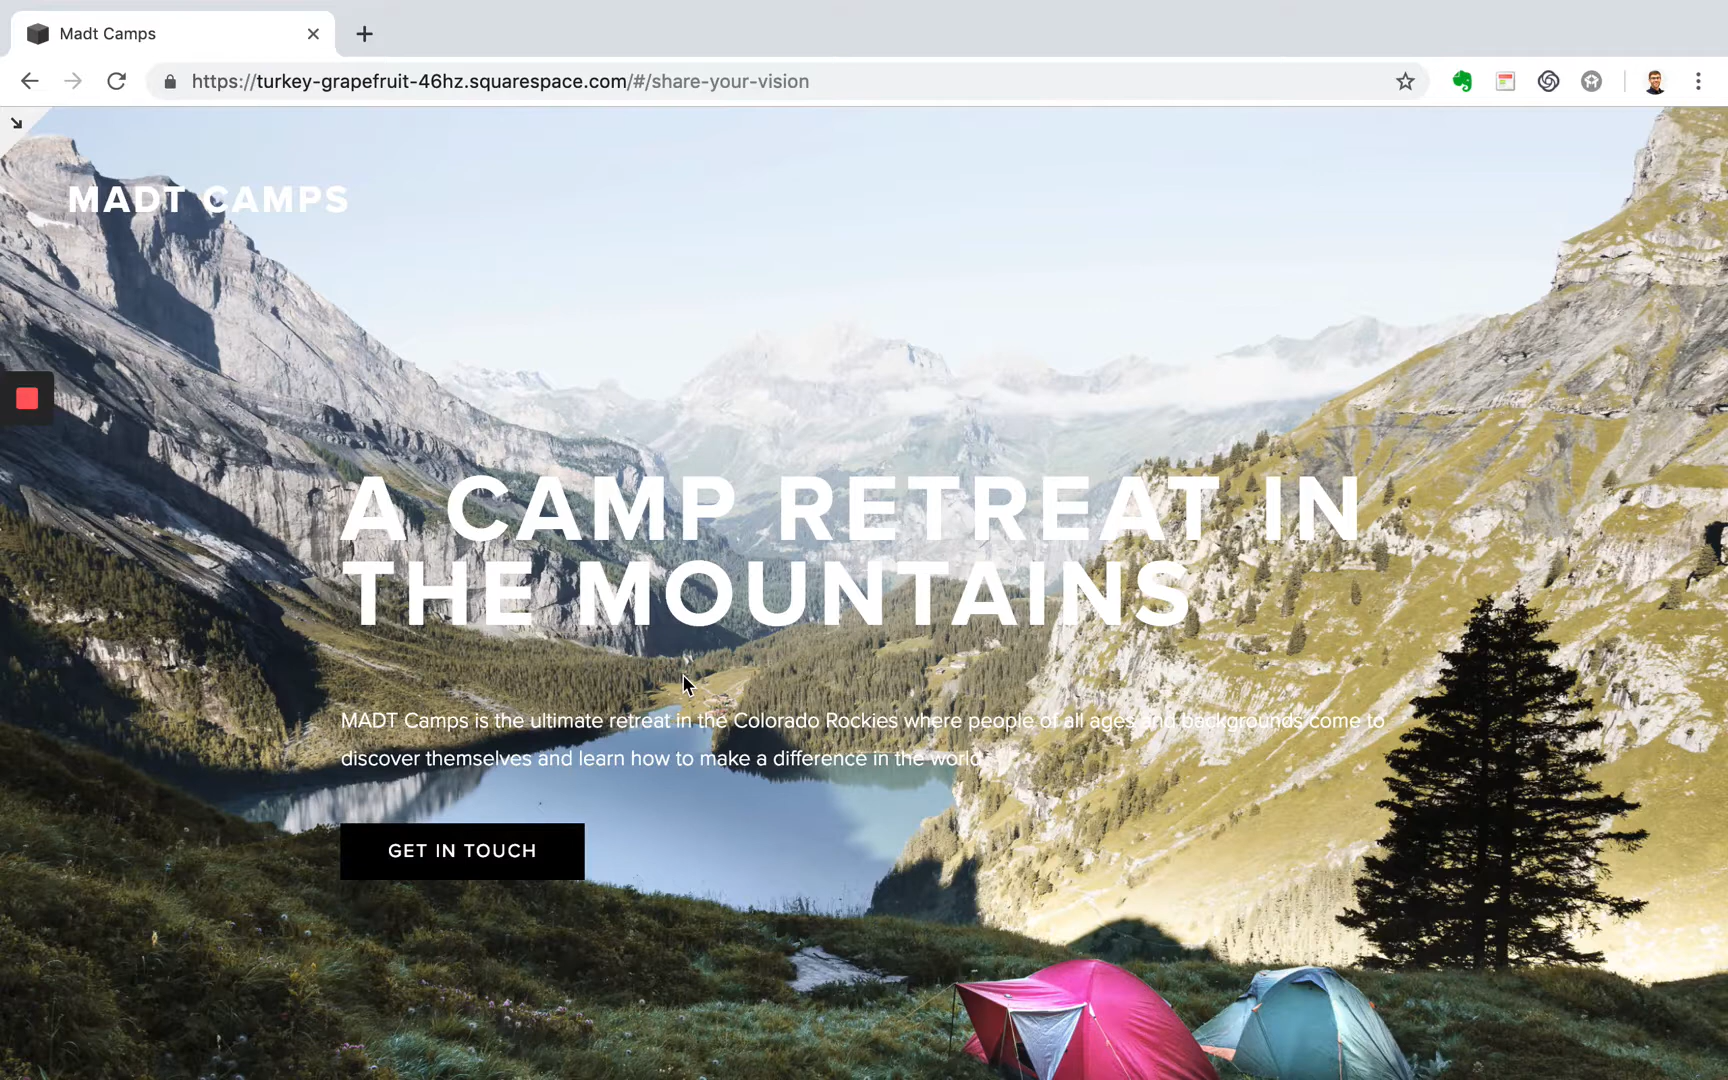 Madt Camps
https://turkey-grapefruit-46hz.squarespace.com/#/share-your-vision
MADT CAMPS
A CAMP RETREAT IN
THE MOUNTAINS
MADT Camps is the ultimate retreat in the Colorado Rockies where people of all ages and backgrounds come to
discover themselves and learn how to make a difference in the world.
GET IN TOUCH